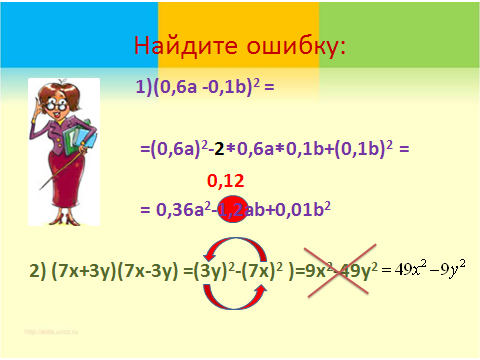 Найдите ошибку:
1)(0,6a -0,1b)² =
=(0,6a)²-2*0,6a*0,1b+(0,1b)² =
0,12
= 0,36a²-1,2ab+0,01b²
2) (7x+3y)(7x-3y) =(3y)²-(7x)² )=9x²-49y² =49x²-9y²